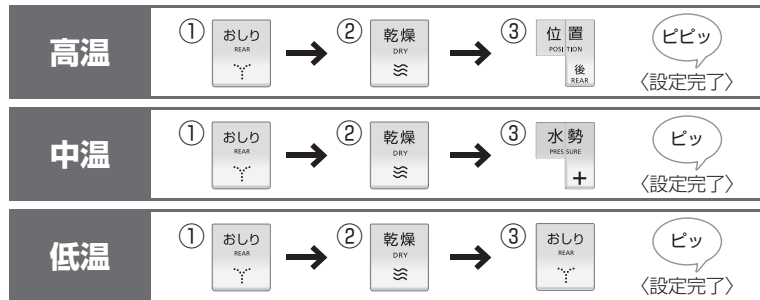 高温
① おしり REAR → ② 乾燥 DRY → ③ 位置 POSITION 後 REAR
ピピッ
〈設定完了〉
中温
① おしり REAR → ② 乾燥 DRY → ③ 水勢 PRESSURE +
ピッ
〈設定完了〉
低温
① おしり REAR → ② 乾燥 DRY → ③ おしり REAR
ピッ
〈設定完了〉